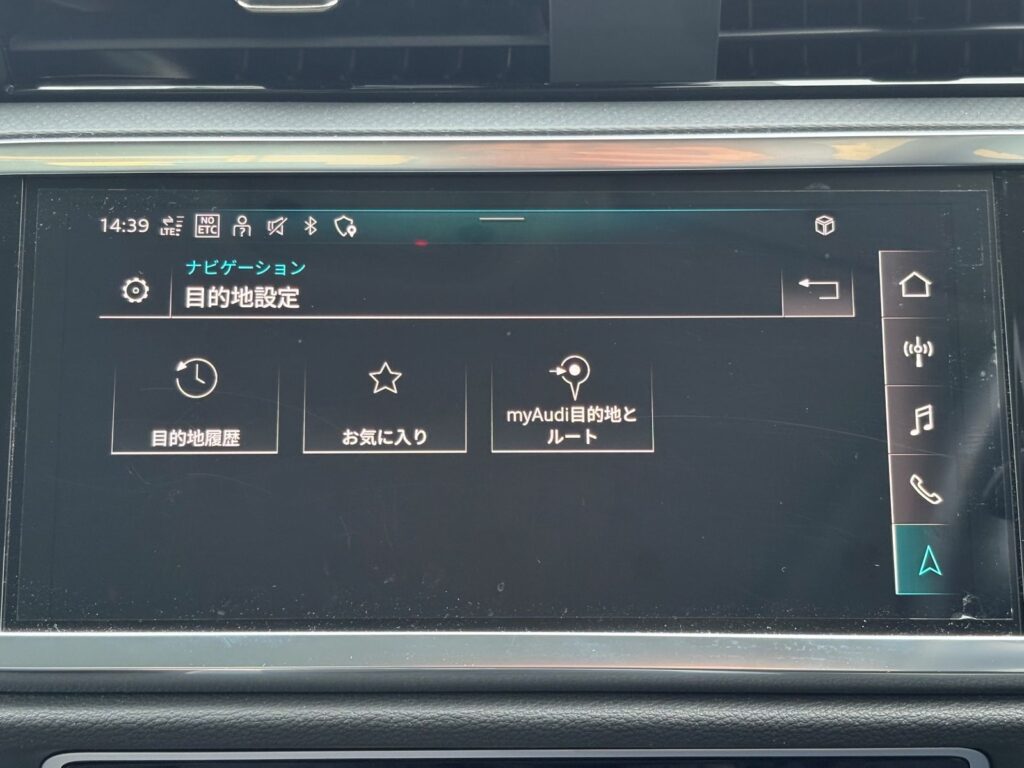 14:39 LTE NO ETC
ナビゲーション
目的地設定
目的地履歴
お気に入り
myAudi目的地と
ルート